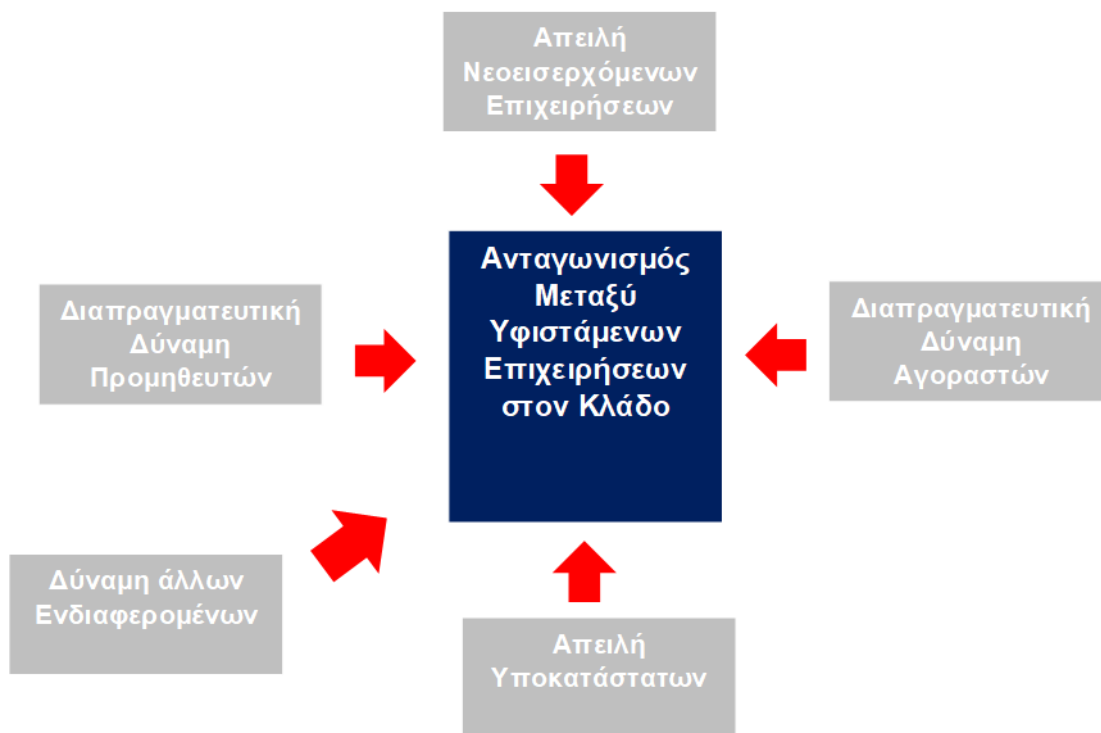 Απειλή
Νεοεισερχόμενων
Επιχειρήσεων
Ανταγωνισμός
Μεταξύ
Υφιστάμενων
Επιχειρήσεων
στον Κλάδο
Διαπραγματευτική
Δύναμη
Προμηθευτών
Διαπραγματευτική
Δύναμη
Αγοραστών
Δύναμη άλλων
Ενδιαφερομένων
Απειλή
Υποκατάστατων